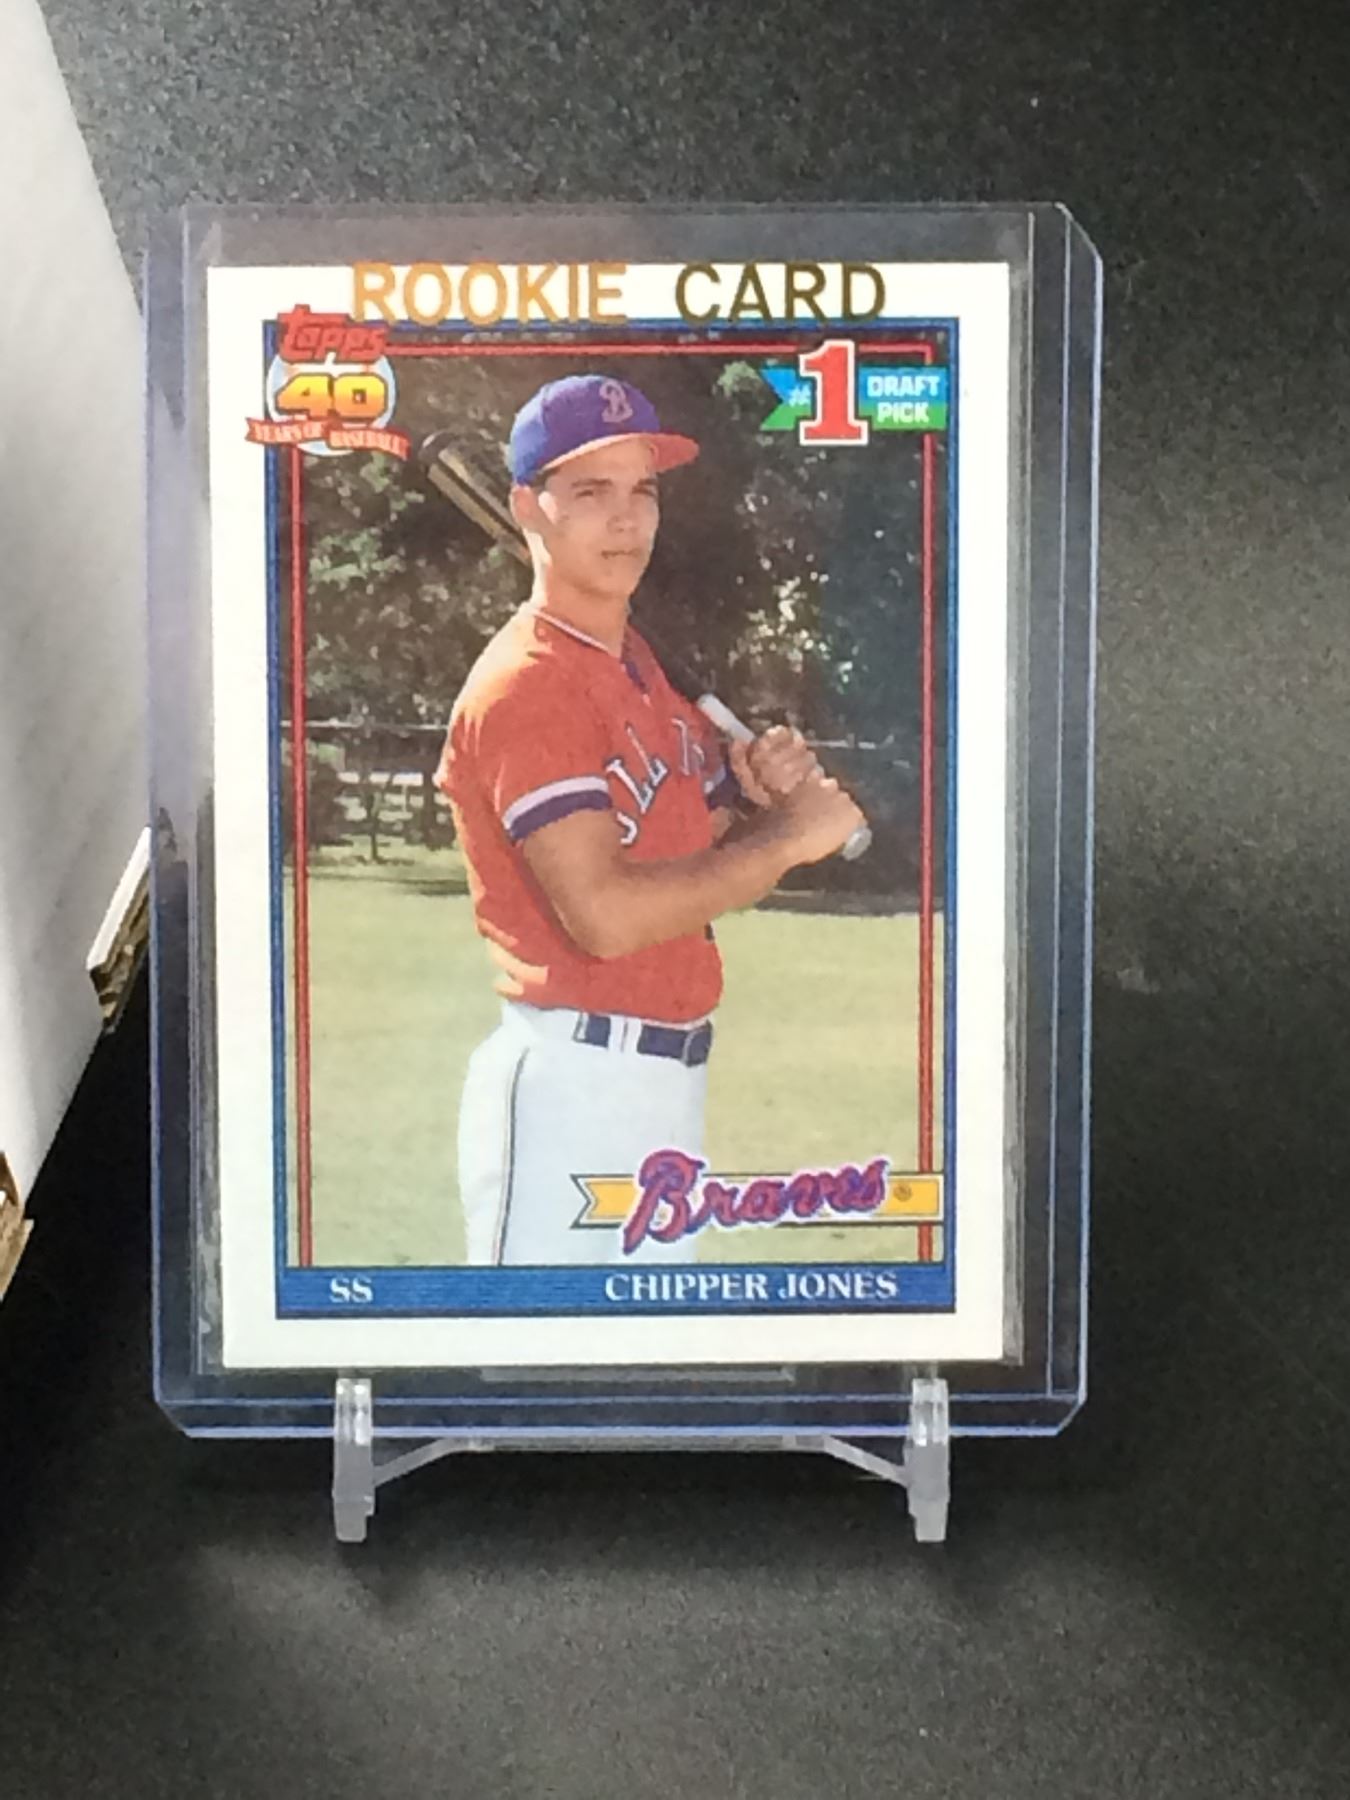 ROOKIE CARD
Topps
40
YEARS OF BASEBALL
#1 DRAFT
PICK
B
Braves
SS CHIPPER JONES